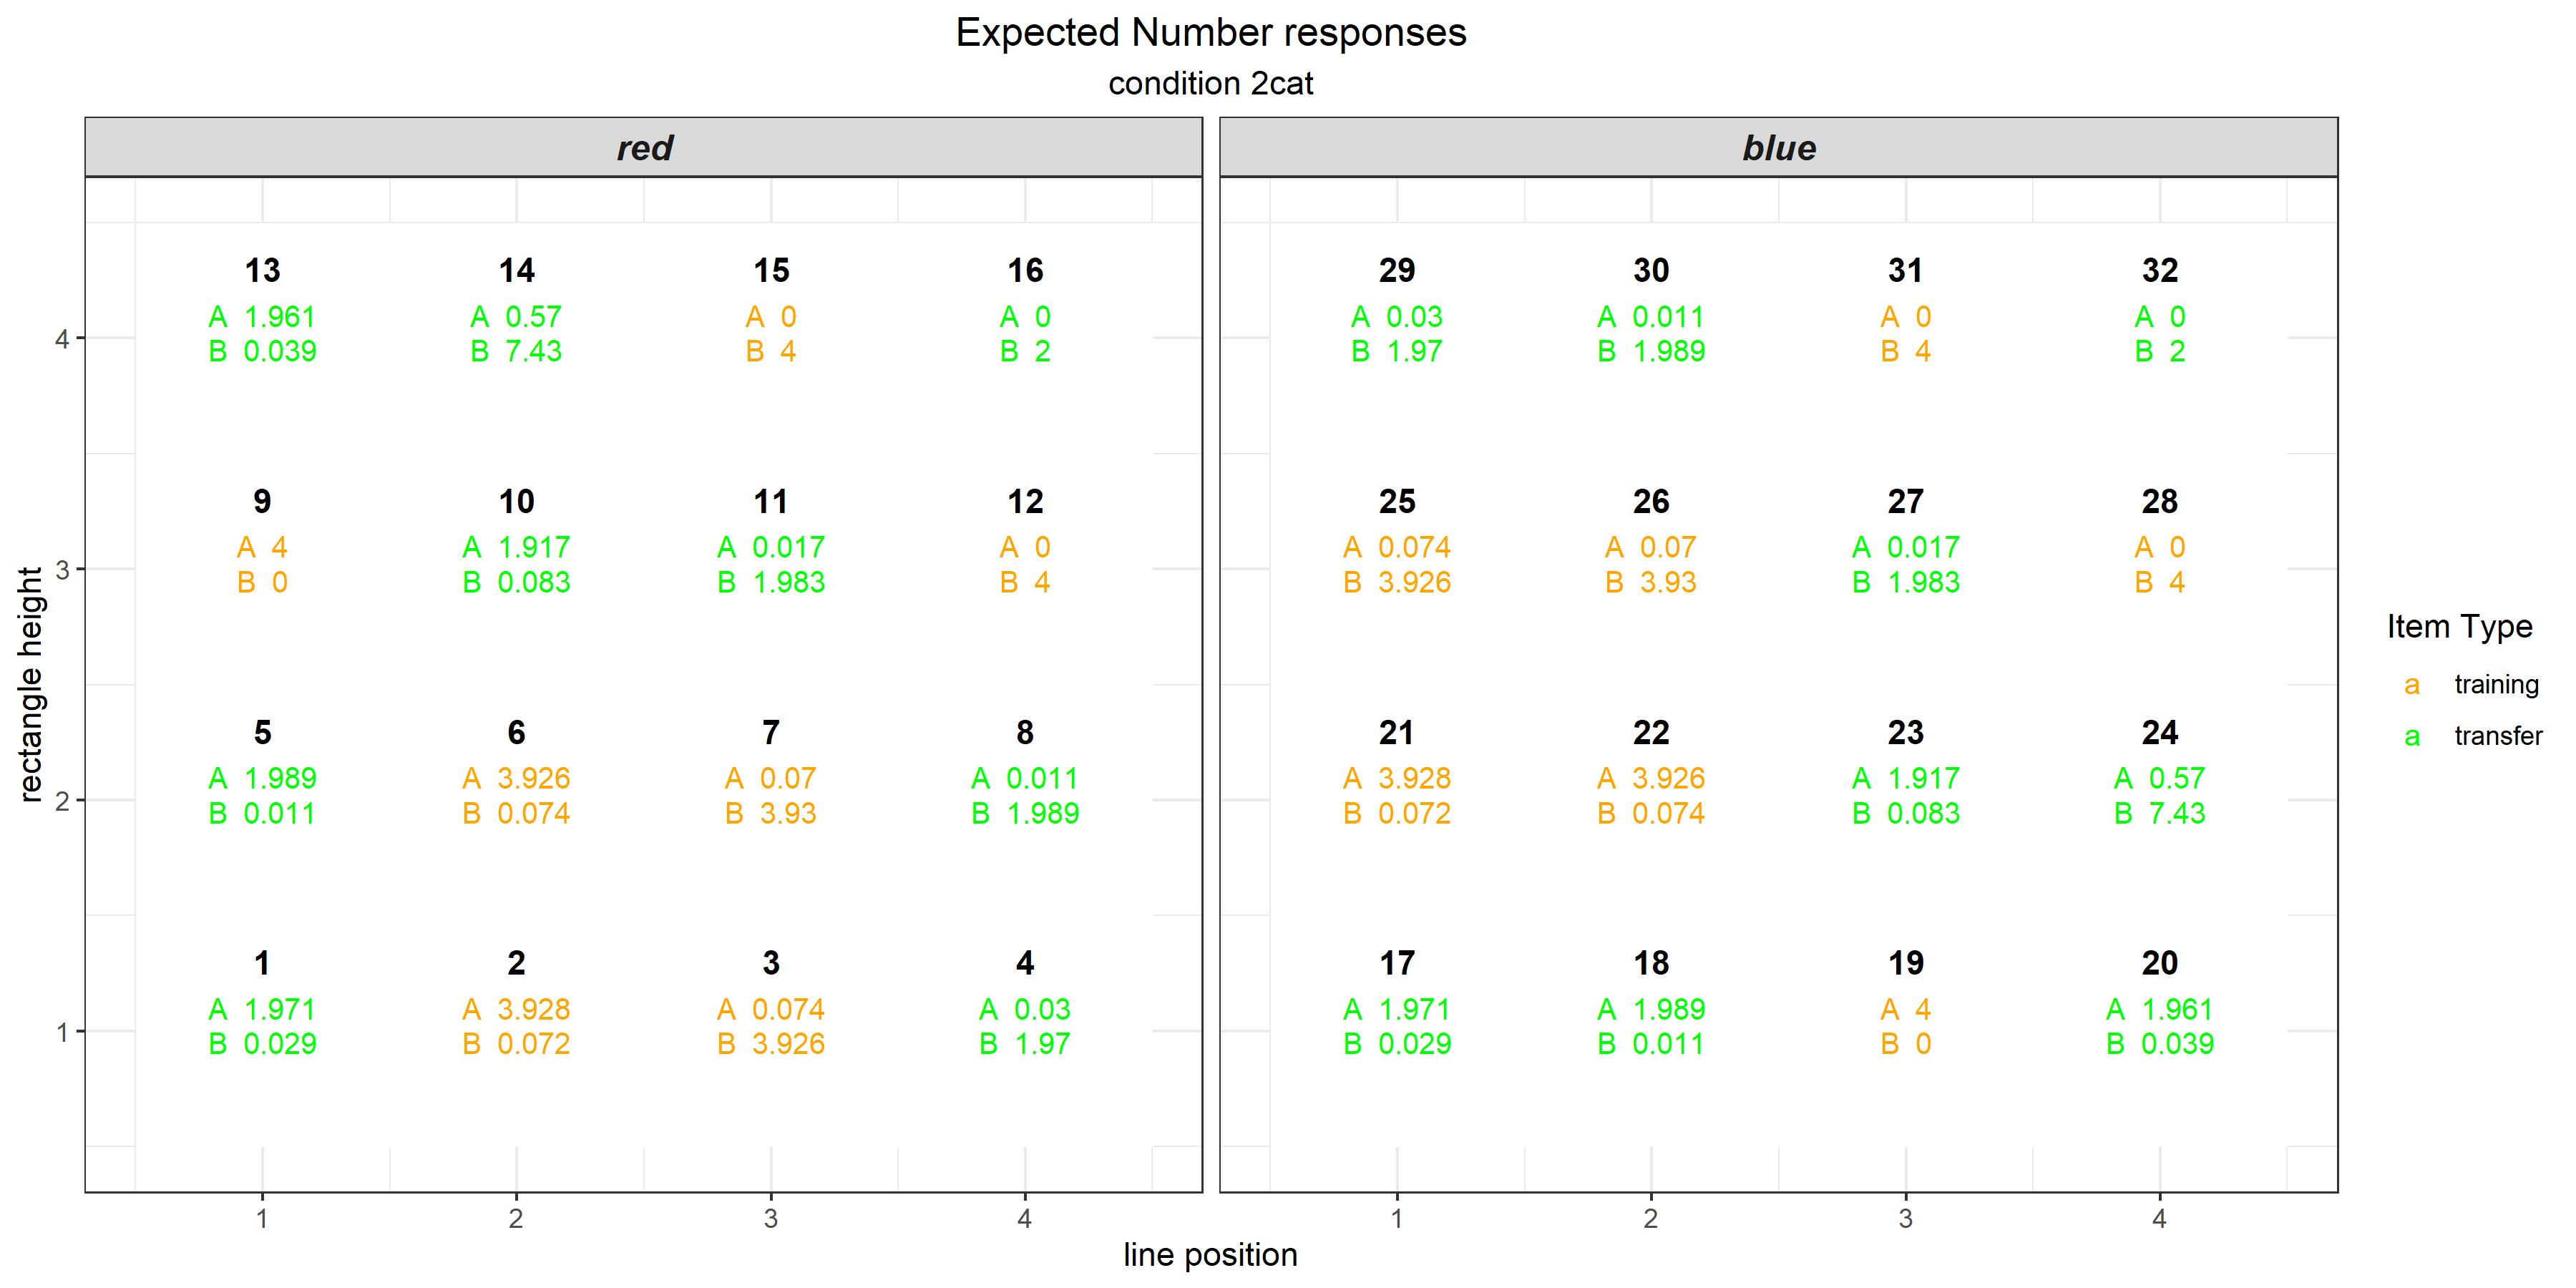 Expected Number responses
condition 2cat
red
blue
13 14 15 16 29 30 31 32
A 1.961 A 0.57 A 0 A 0 A 0.03 A 0.011 A 0 A 0
4 B 0.039 B 7.43 B 4 B 2 B 1.97 B 1.989 B 4 B 2
9 10 11 12 25 26 27 28
A 4 A 1.917 A 0.017 A 0 A 0.074 A 0.07 A 0.017 A 0
3 B 0 B 0.083 B 1.983 B 4 B 3.926 B 3.93 B 1.983 B 4
5 6 7 8 21 22 23 24
A 1.989 A 3.926 A 0.07 A 0.011 A 3.928 A 3.926 A 1.917 A 0.57
2 B 0.011 B 0.074 B 3.93 B 1.989 B 0.072 B 0.074 B 0.083 B 7.43
1 2 3 4 17 18 19 20
A 1.971 A 3.928 A 0.074 A 0.03 A 1.971 A 1.989 A 4 A 1.961
1 B 0.029 B 0.072 B 3.926 B 1.97 B 0.029 B 0.011 B 0 B 0.039
1 2 3 4 1 2 3 4
line position
rectangle height
Item Type
a training
a transfer